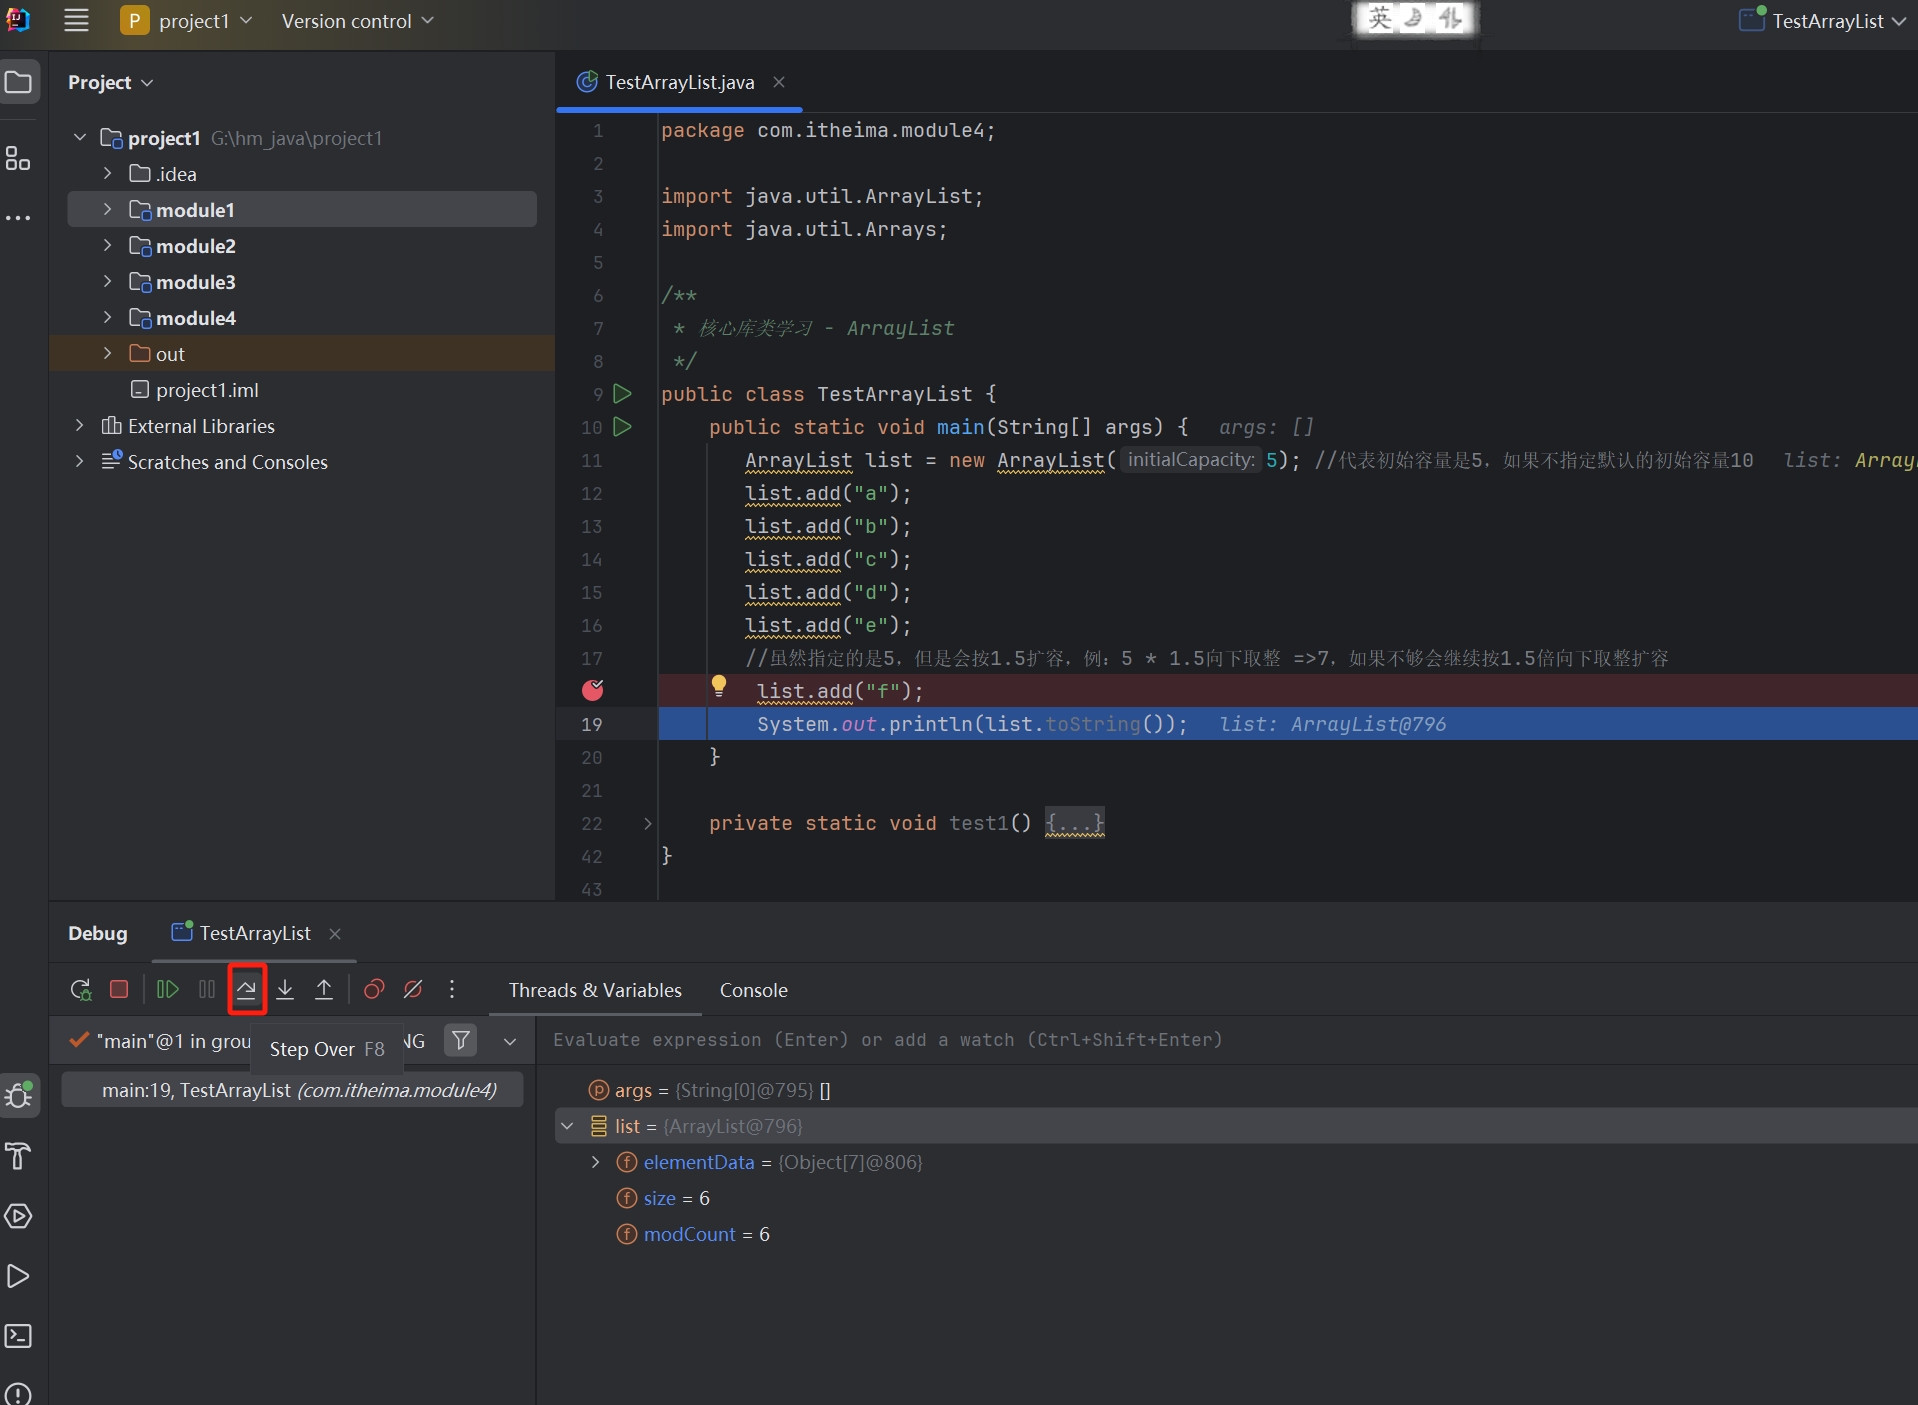 P project1 Version control 英 TestArrayList
Project
project1 G:\hm_java\project1
.idea
module1
module2
module3
module4
out
project1.iml
External Libraries
Scratches and Consoles
TestArrayList.java
1 package com.itheima.module4;
2
3 import java.util.ArrayList;
4 import java.util.Arrays;
5
6 /**
7 * 核心库类学习 - ArrayList
8 */
9 public class TestArrayList {
10 public static void main(String[] args) { args: []
11 ArrayList list = new ArrayList( initialCapacity: 5); //代表初始容量是5，如果不指定默认的初始容量10 list: Array
12 list.add("a");
13 list.add("b");
14 list.add("c");
15 list.add("d");
16 list.add("e");
17 //虽然指定的是5，但是会按1.5扩容，例：5 * 1.5向下取整 =>7，如果不够会继续按1.5倍向下取整扩容
list.add("f");
19 System.out.println(list.toString()); list: ArrayList@796
20 }
21
22 private static void test1() {...}
42 }
43
Debug TestArrayList
Threads & Variables Console
"main"@1 in grou NG
Step Over F8
Evaluate expression (Enter) or add a watch (Ctrl+Shift+Enter)
main:19, TestArrayList (com.itheima.module4)
args = {String[0]@795} []
list = {ArrayList@796}
elementData = {Object[7]@806}
size = 6
modCount = 6